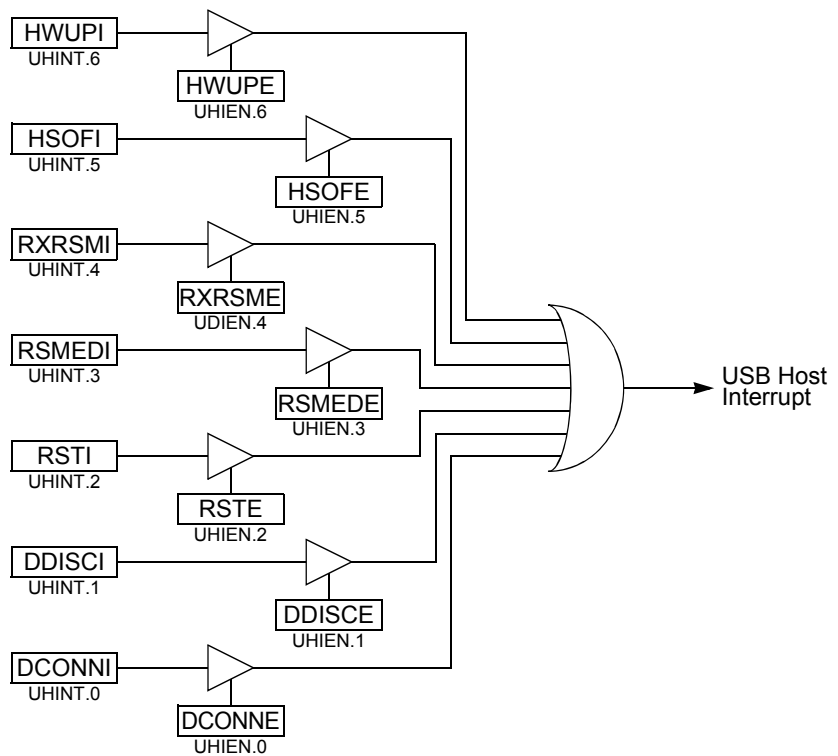 HWUPI
UHINT.6
HWUPE
UHIEN.6
HSOFI
UHINT.5
HSOFE
UHIEN.5
RXRSMI
UHINT.4
RXRSME
UDIEN.4
RSMEDI
UHINT.3
RSMEDE
UHIEN.3
USB Host
Interrupt
RSTI
UHINT.2
RSTE
UHIEN.2
DDISCI
UHINT.1
DDISCE
UHIEN.1
DCONNI
UHINT.0
DCONNE
UHIEN.0